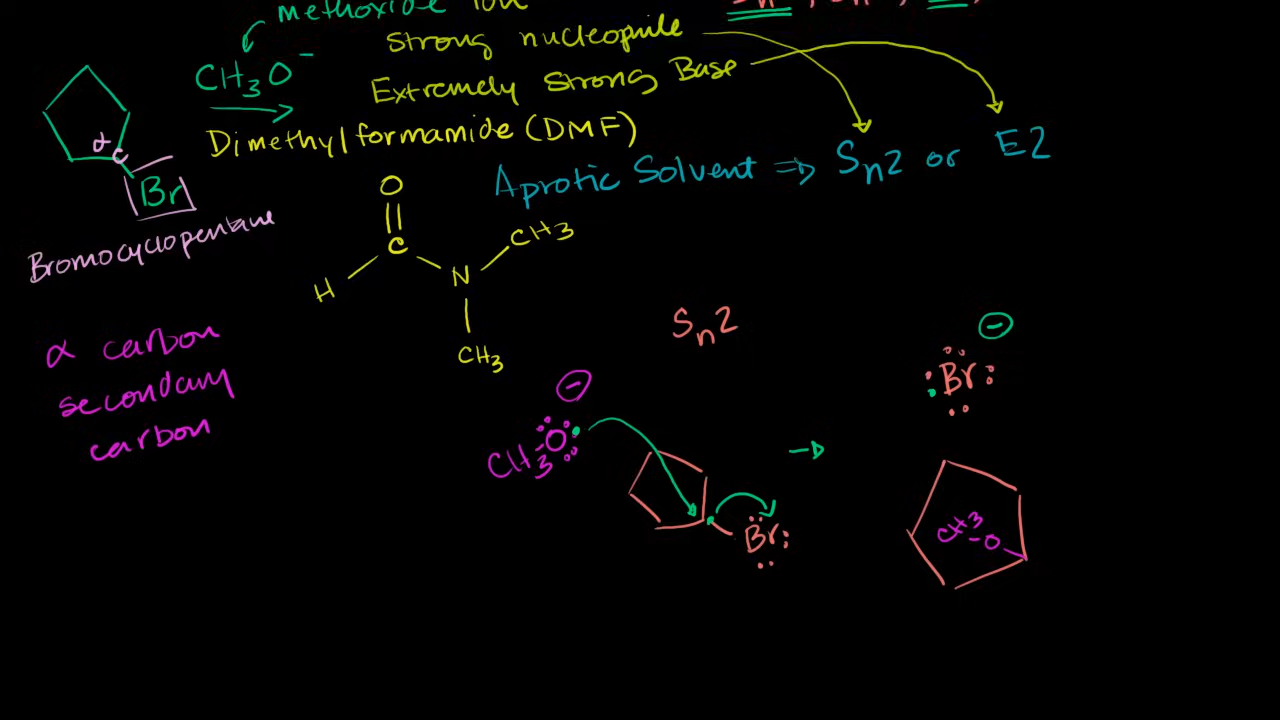 methoxide ion
strong nucleophile
CH3O−
Extremely strong Base
Dimethylformamide (DMF)
α
C
Br
Aprotic Solvent ⇒ Sn2 or E2
Bromocyclopentane
O
C
CH3
H
N
CH3
α carbon
secondary
carbon
Sn2
−
Br
−
CH3O
Br
CH3-O